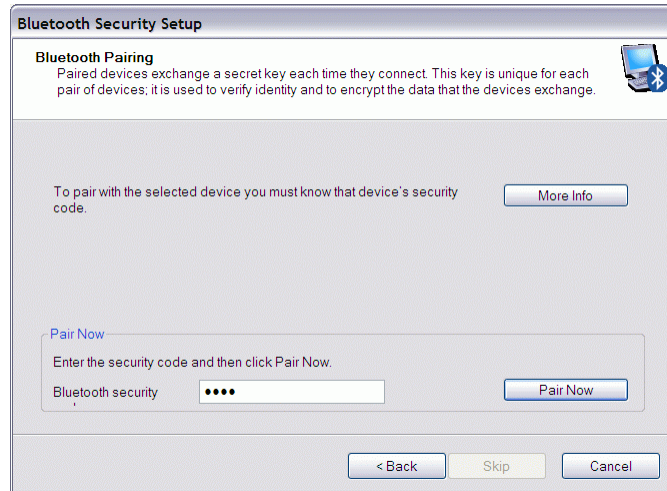 Bluetooth Security Setup
Bluetooth Pairing
Paired devices exchange a secret key each time they connect. This key is unique for each
pair of devices; it is used to verify identity and to encrypt the data that the devices exchange.
To pair with the selected device you must know that device's security
code.
More Info
Pair Now
Enter the security code and then click Pair Now.
Bluetooth security
••••
Pair Now
< Back
Skip
Cancel